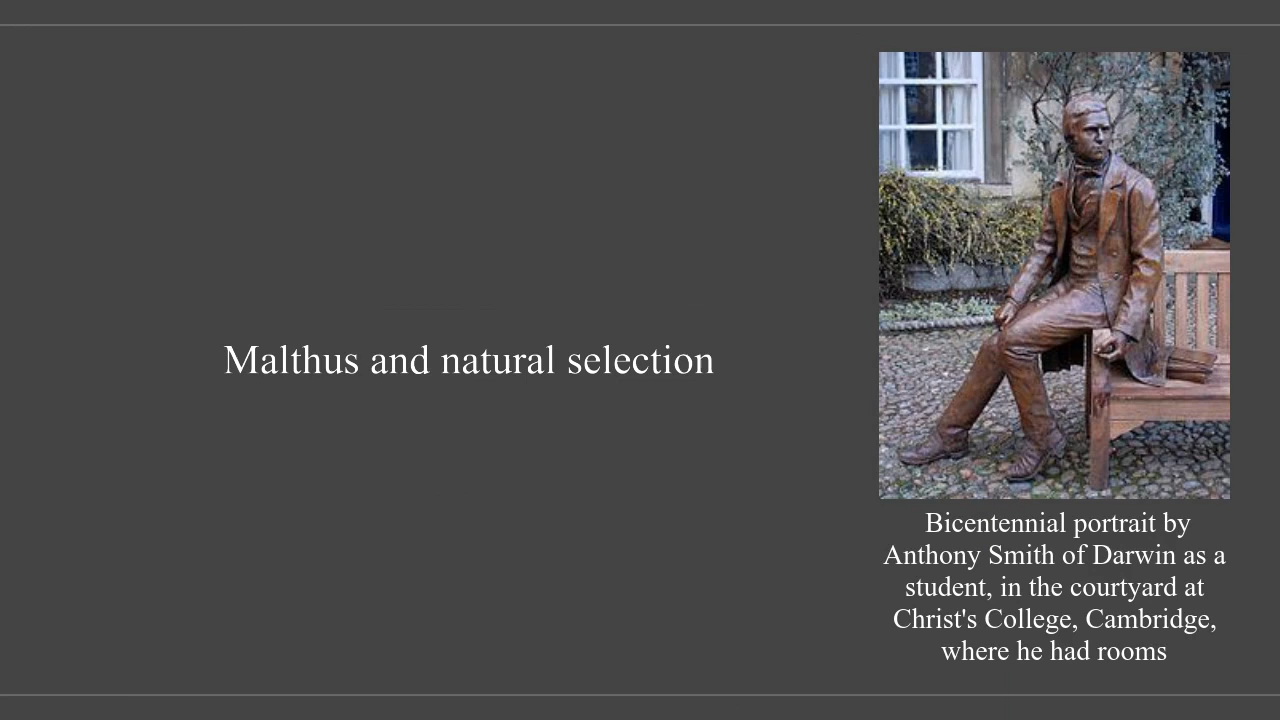 Malthus and natural selection
Bicentennial portrait by
Anthony Smith of Darwin as a
student, in the courtyard at
Christ's College, Cambridge,
where he had rooms